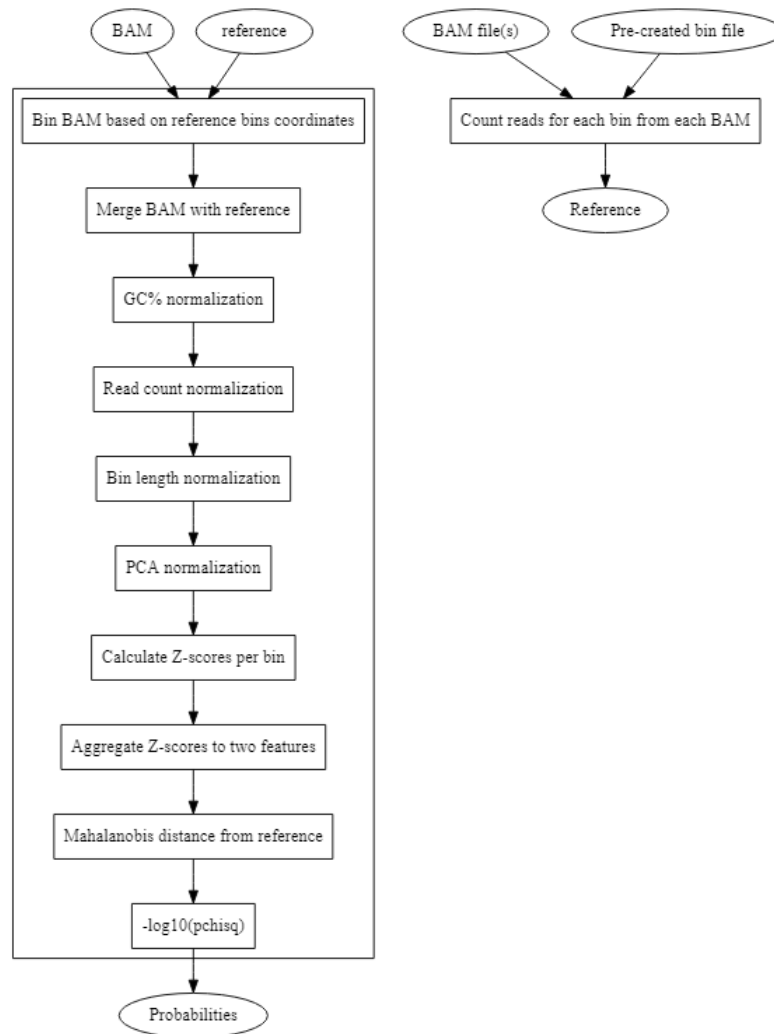 BAM
reference
Bin BAM based on reference bins coordinates
Merge BAM with reference
GC% normalization
Read count normalization
Bin length normalization
PCA normalization
Calculate Z-scores per bin
Aggregate Z-scores to two features
Mahalanobis distance from reference
-log10(pchisq)
Probabilities
BAM file(s)
Pre-created bin file
Count reads for each bin from each BAM
Reference